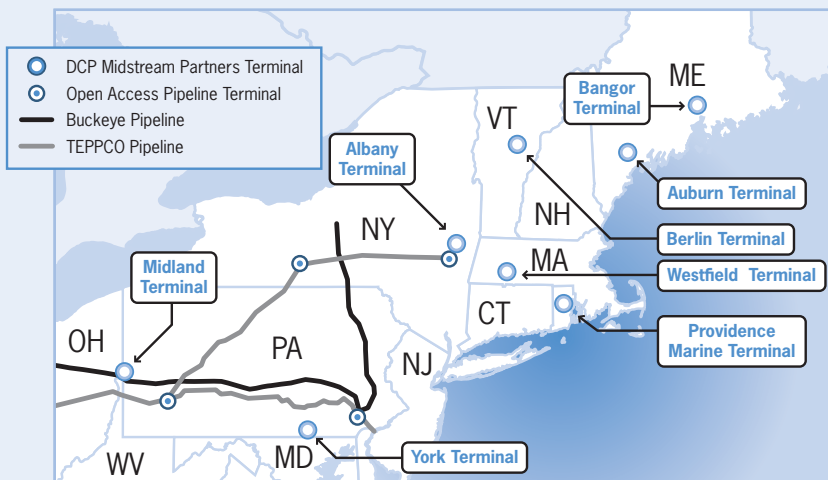 DCP Midstream Partners Terminal
Open Access Pipeline Terminal
Buckeye Pipeline
TEPPCO Pipeline
ME
Bangor
Terminal
VT
Albany
Terminal
Auburn Terminal
NH
NY
Berlin Terminal
MA
Westfield Terminal
Midland
Terminal
CT
Providence
Marine Terminal
OH
PA
NJ
WV
MD
York Terminal